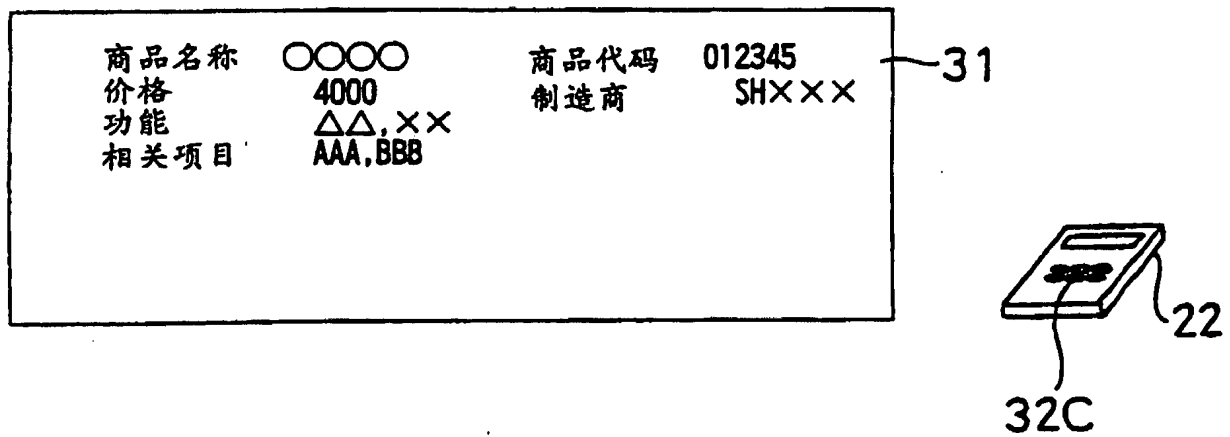 商品名称 ○○○○ 商品代码 012345
价格 4000 制造商 SH×××
功能 △△,××
相关项目 AAA,BBB
31
22
32C